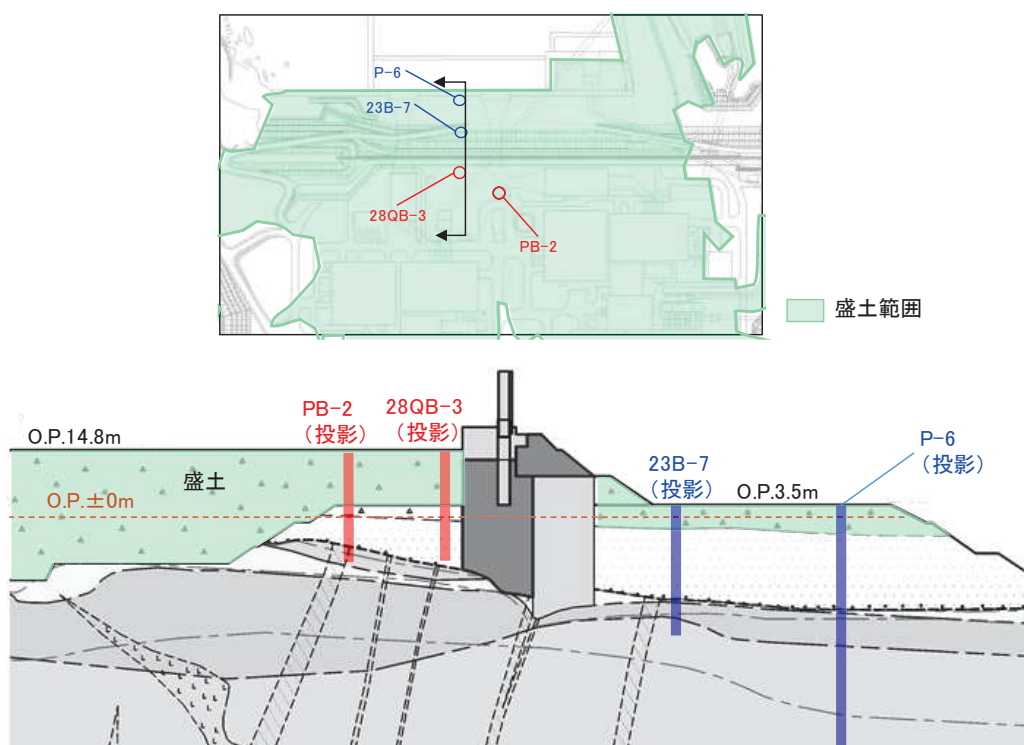 P-6
23B-7
28QB-3
PB-2
盛土範囲
PB-2
(投影)
28QB-3
(投影)
O.P.14.8m
盛土
O.P.±0m
23B-7
(投影)
O.P.3.5m
P-6
(投影)